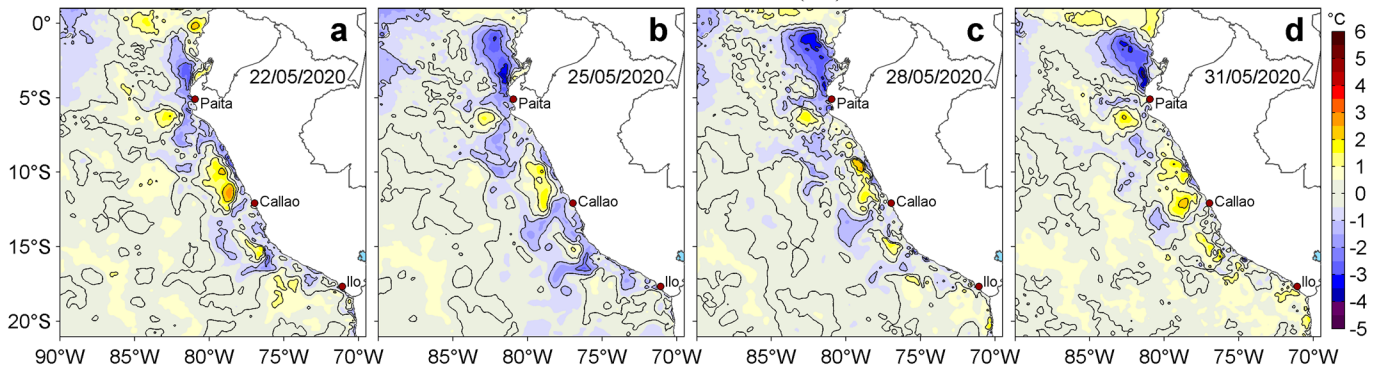 a
b
c
d
°C
22/05/2020
25/05/2020
28/05/2020
31/05/2020
0°
5°S
10°S
15°S
20°S
Paita
Callao
Ilo
Paita
Callao
Ilo
Paita
Callao
Ilo
Paita
Callao
Ilo
90°W 85°W 80°W 75°W 70°W
85°W 80°W 75°W 70°W
85°W 80°W 75°W 70°W
85°W 80°W 75°W 70°W
6
5
4
3
2
1
0
-1
-2
-3
-4
-5